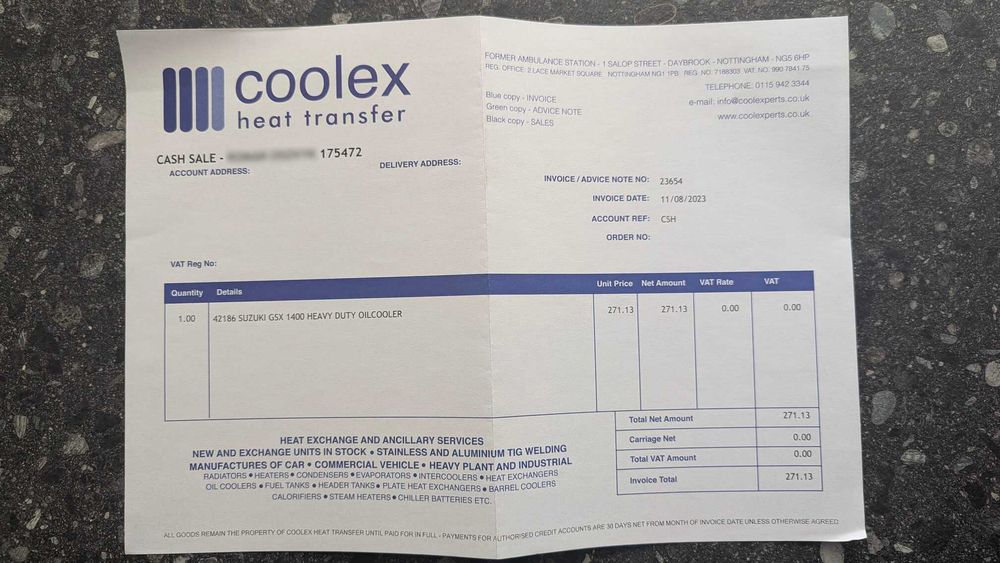 coolex
heat transfer
FORMER AMBULANCE STATION - 1 SALOP STREET - DAYBROOK - NOTTINGHAM - NG5 6HP
REG. OFFICE: 2 LACE MARKET SQUARE NOTTINGHAM NG1 1PB REG. NO. 7188303 VAT. NO. 990 7841 75
TELEPHONE: 0115 942 3344
e-mail: info@coolexperts.co.uk
www.coolexperts.co.uk
Blue copy - INVOICE
Green copy - ADVICE NOTE
Black copy - SALES
CASH SALE - 175472
ACCOUNT ADDRESS:
DELIVERY ADDRESS:
INVOICE / ADVICE NOTE NO: 23654
INVOICE DATE: 11/08/2023
ACCOUNT REF: CSH
ORDER NO:
VAT Reg No:
Quantity Details Unit Price Net Amount VAT Rate VAT
1.00 42186 SUZUKI GSX 1400 HEAVY DUTY OILCOOLER 271.13 271.13 0.00 0.00
Total Net Amount 271.13
Carriage Net 0.00
Total VAT Amount 0.00
Invoice Total 271.13
HEAT EXCHANGE AND ANCILLARY SERVICES
NEW AND EXCHANGE UNITS IN STOCK • STAINLESS AND ALUMINIUM TIG WELDING
MANUFACTURES OF CAR • COMMERCIAL VEHICLE • HEAVY PLANT AND INDUSTRIAL
RADIATORS • HEATERS • CONDENSERS • EVAPORATORS • INTERCOOLERS • HEAT EXCHANGERS
OIL COOLERS • FUEL TANKS • HEADER TANKS • PLATE HEAT EXCHANGERS • BARREL COOLERS
CALORIFIERS • STEAM HEATERS • CHILLER BATTERIES ETC.
ALL GOODS REMAIN THE PROPERTY OF COOLEX HEAT TRANSFER UNTIL PAID FOR IN FULL - PAYMENTS FOR AUTHORISED CREDIT ACCOUNTS ARE 30 DAYS NET FROM MONTH OF INVOICE DATE UNLESS OTHERWISE AGREED